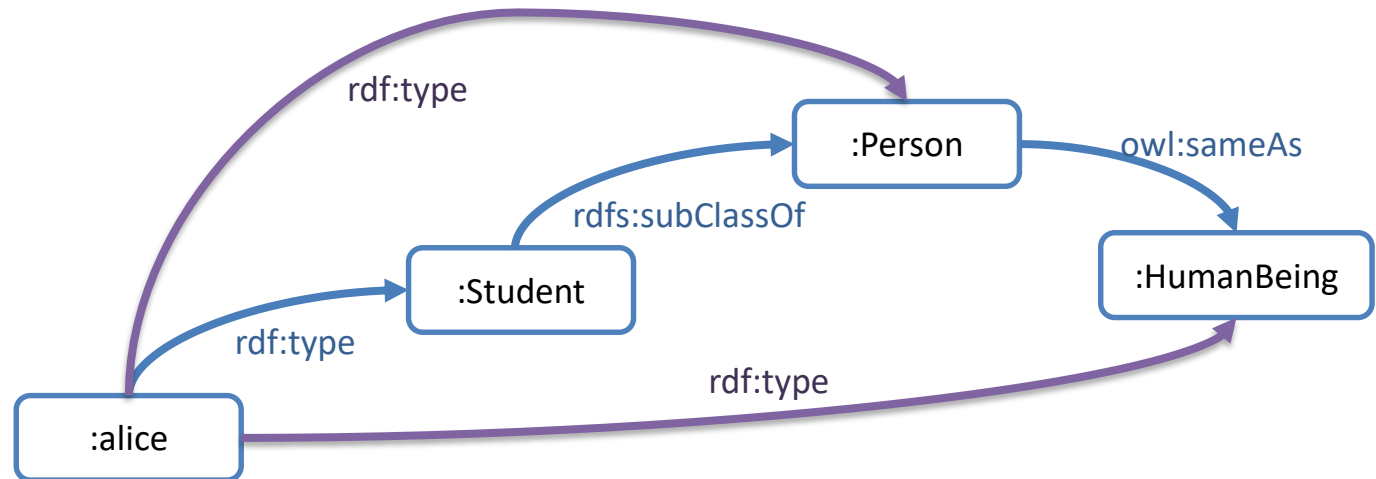 rdf:type
:Person
owl:sameAs
rdfs:subClassOf
:HumanBeing
:Student
rdf:type
rdf:type
:alice